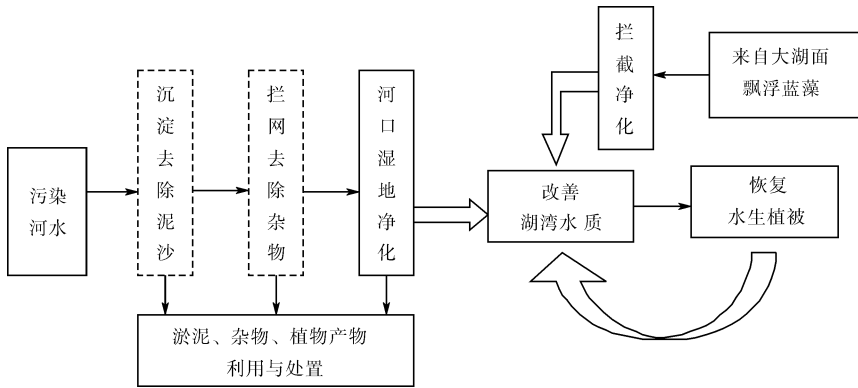 污染
河水
沉淀去除泥沙
拦网去除杂物
河口湿地净化
淤泥、杂物、植物产物
利用与处置
拦截净化
来自大湖面
飘浮蓝藻
改善
湖湾水 质
恢复
水生植被